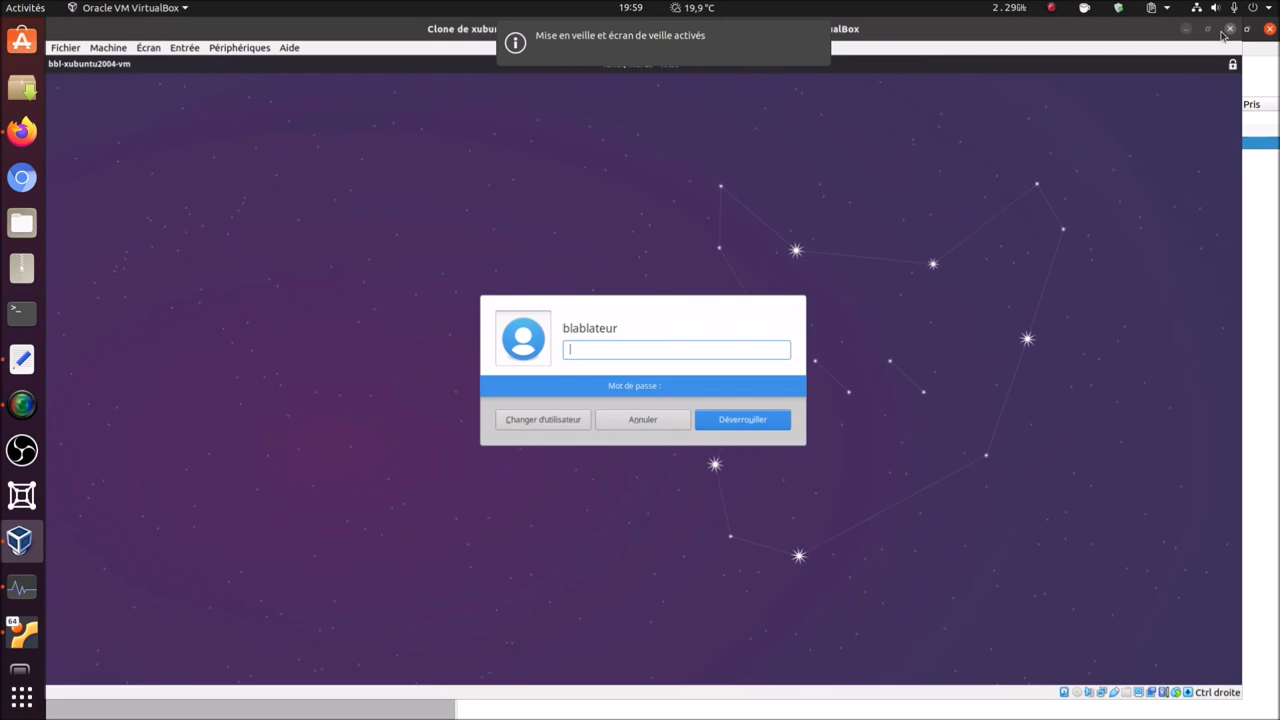 Activités
Oracle VM VirtualBox
19:59
19,9 °C
2.29GHz
Clone de xubu
alBox
Mise en veille et écran de veille activés
Fichier Machine Écran Entrée Périphériques Aide
bbl-xubuntu2004-vm
Pris
blablateur
Mot de passe :
Changer d'utilisateur
Annuler
Déverrouiller
64
Ctrl droite